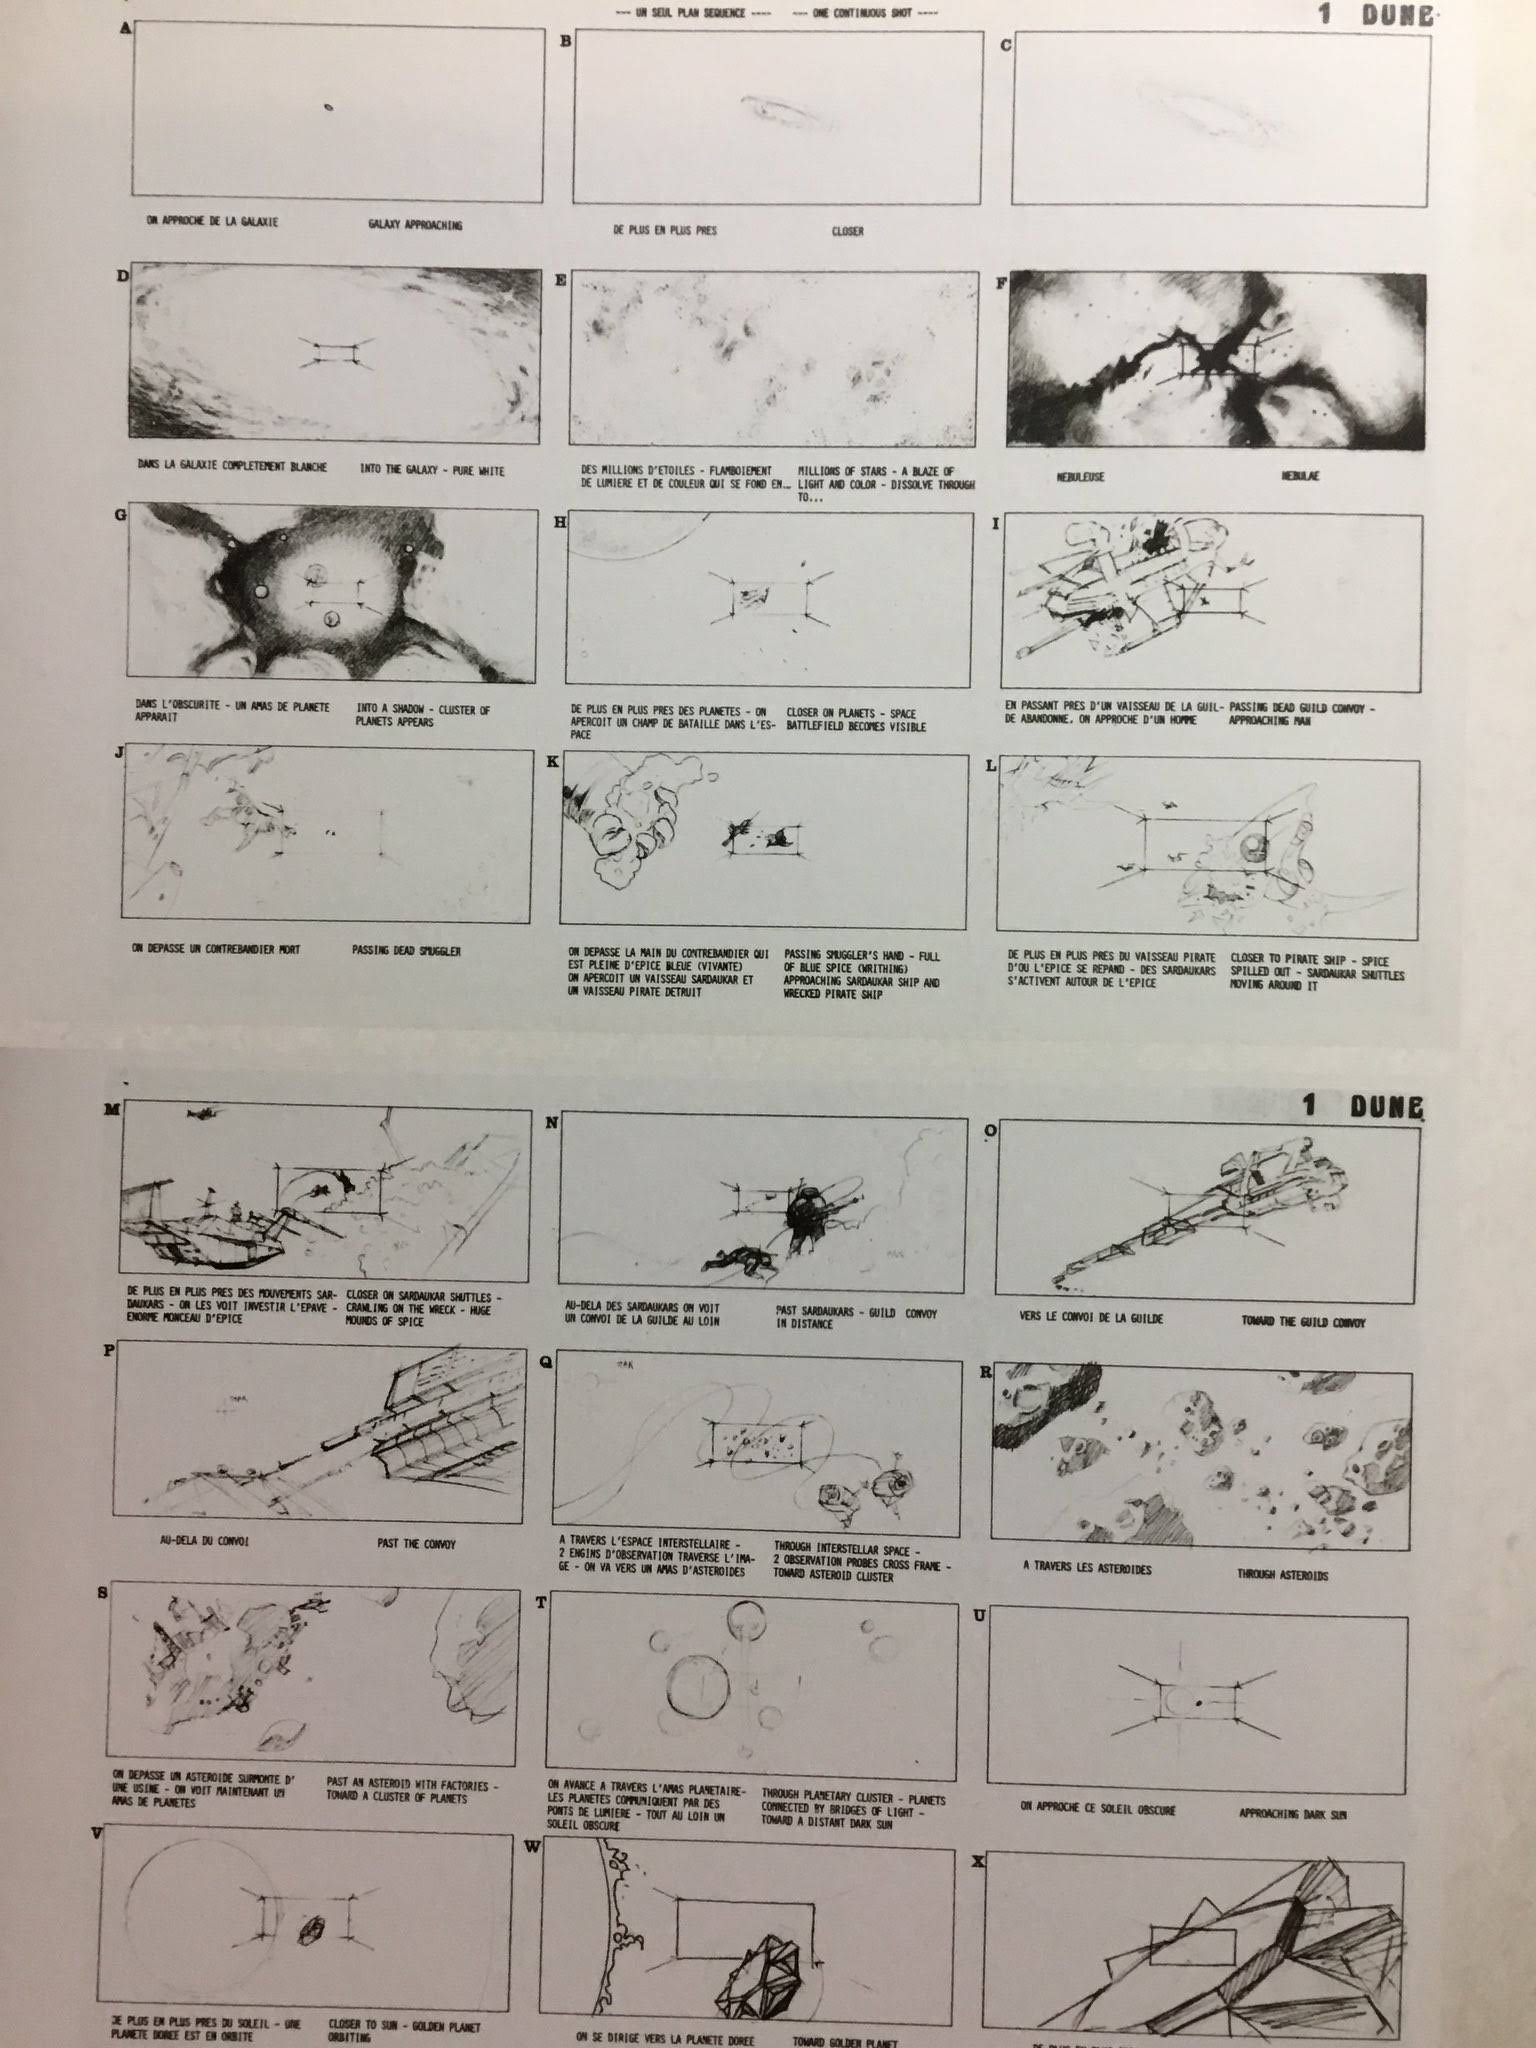 --- UN SEUL PLAN SEQUENCE ---- --- ONE CONTINUOUS SHOT ----
1 DUNE
A
B
C
ON APPROCHE DE LA GALAXIE
GALAXY APPROACHING
DE PLUS EN PLUS PRES
CLOSER
D
E
F
DANS LA GALAXIE COMPLETEMENT BLANCHE
INTO THE GALAXY - PURE WHITE
DES MILLIONS D'ETOILES - FLAMBOIEMENT
DE LUMIERE ET DE COULEUR QUI SE FOND EN...
MILLIONS OF STARS - A BLAZE OF
LIGHT AND COLOR - DISSOLVE THROUGH
TO...
NEBULEUSE
NEBULAE
G
H
I
DANS L'OBSCURITE - UN AMAS DE PLANETE
APPARAIT
INTO A SHADOW - CLUSTER OF
PLANETS APPEARS
DE PLUS EN PLUS PRES DES PLANETES - ON
APERCOIT UN CHAMP DE BATAILLE DANS L'ES-
PACE
CLOSER ON PLANETS - SPACE
BATTLEFIELD BECOMES VISIBLE
EN PASSANT PRES D'UN VAISSEAU DE LA GUIL-
DE ABANDONNE. ON APPROCHE D'UN HOMME
PASSING DEAD GUILD CONVOY -
APPROACHING MAN
J
K
L
ON DEPASSE UN CONTREBANDIER MORT
PASSING DEAD SMUGGLER
ON DEPASSE LA MAIN DU CONTREBANDIER QUI
EST PLEINE D'EPICE BLEUE (VIVANTE)
ON APERCOIT UN VAISSEAU SARDAUKAR ET
UN VAISSEAU PIRATE DETRUIT
PASSING SMUGGLER'S HAND - FULL
OF BLUE SPICE (WRITHING)
APPROACHING SARDAUKAR SHIP AND
WRECKED PIRATE SHIP
DE PLUS EN PLUS PRES DU VAISSEAU PIRATE
D'OU L'EPICE SE REPAND - DES SARDAUKARS
S'ACTIVENT AUTOUR DE L'EPICE
CLOSER TO PIRATE SHIP - SPICE
SPILLED OUT - SARDAUKAR SHUTTLES
MOVING AROUND IT
1 DUNE
M
N
O
DE PLUS EN PLUS PRES DES MOUVEMENTS SAR-
DAUKARS - ON LES VOIT INVESTIR L'EPAVE -
ENORME MONCEAU D'EPICE
CLOSER ON SARDAUKAR SHUTTLES -
CRAWLING ON THE WRECK - HUGE
MOUNDS OF SPICE
AU-DELA DES SARDAUKARS ON VOIT
UN CONVOI DE LA GUILDE AU LOIN
PAST SARDAUKARS - GUILD CONVOY
IN DISTANCE
VERS LE CONVOI DE LA GUILDE
TOWARD THE GUILD CONVOY
P
Q
R
AU-DELA DU CONVOI
PAST THE CONVOY
A TRAVERS L'ESPACE INTERSTELLAIRE -
2 ENGINS D'OBSERVATION TRAVERSE L'IMA-
GE - ON VA VERS UN AMAS D'ASTEROIDES
THROUGH INTERSTELLAR SPACE -
2 OBSERVATION PROBES CROSS FRAME -
TOWARD ASTEROID CLUSTER
A TRAVERS LES ASTEROIDES
THROUGH ASTEROIDS
S
T
U
ON DEPASSE UN ASTEROIDE SURMONTE D'
UNE USINE - ON VOIT MAINTENANT UN
AMAS DE PLANETES
PAST AN ASTEROID WITH FACTORIES -
TOWARD A CLUSTER OF PLANETS
ON AVANCE A TRAVERS L'AMAS PLANETAIRE-
LES PLANETES COMMUNIQUENT PAR DES
PONTS DE LUMIERE - TOUT AU LOIN UN
SOLEIL OBSCURE
THROUGH PLANETARY CLUSTER - PLANETS
CONNECTED BY BRIDGES OF LIGHT -
TOWARD A DISTANT DARK SUN
ON APPROCHE CE SOLEIL OBSCURE
APPROACHING DARK SUN
V
W
X
DE PLUS EN PLUS PRES DU SOLEIL - UNE
PLANETE DOREE EST EN ORBITE
CLOSER TO SUN - GOLDEN PLANET
ORBITING
ON SE DIRIGE VERS LA PLANETE DOREE
TOWARD GOLDEN PLANET